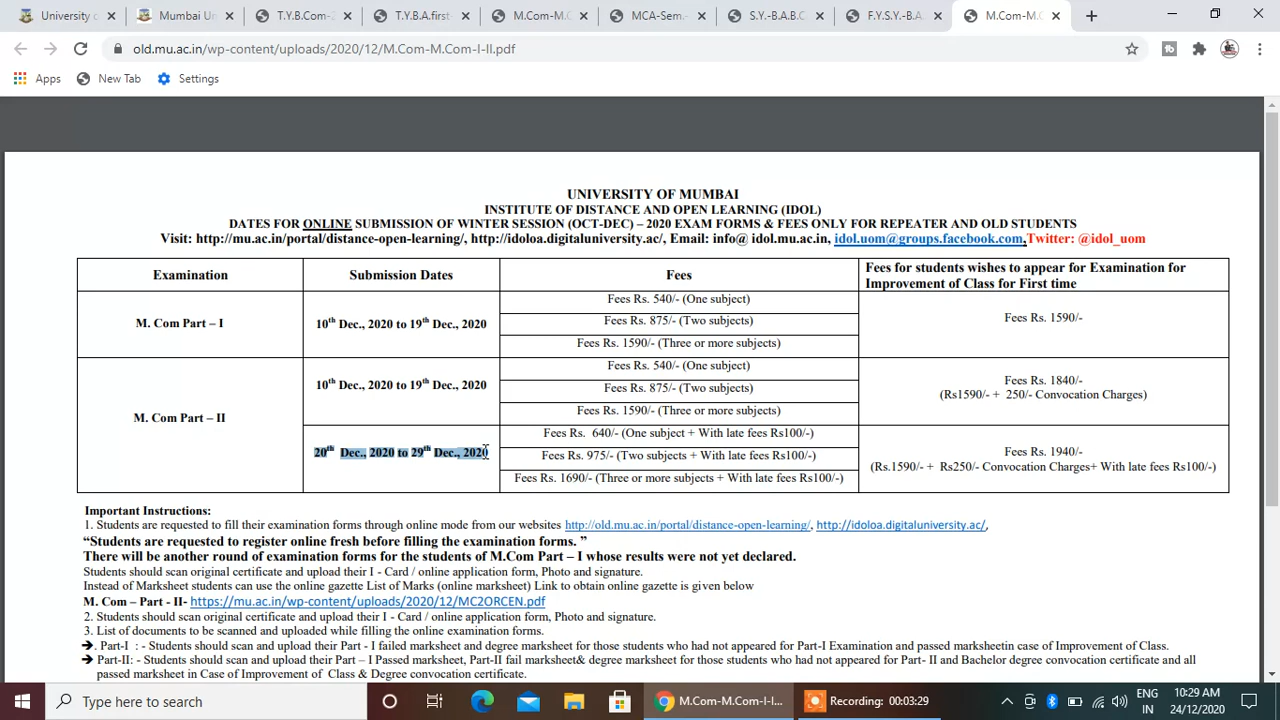 University o
Mumbai Un
T.Y.B.Com-2
T.Y.B.A.first-
M.Com-M.C
MCA-Sem.-
S.Y.-B.A.B.C
F.Y.S.Y.-B.A
M.Com-M.C
old.mu.ac.in/wp-content/uploads/2020/12/M.Com-M.Com-I-II.pdf
Apps New Tab Settings
UNIVERSITY OF MUMBAI
INSTITUTE OF DISTANCE AND OPEN LEARNING (IDOL)
DATES FOR ONLINE SUBMISSION OF WINTER SESSION (OCT-DEC) – 2020 EXAM FORMS & FEES ONLY FOR REPEATER AND OLD STUDENTS
Visit: http://mu.ac.in/portal/distance-open-learning/, http://idoloa.digitaluniversity.ac/, Email: info@ idol.mu.ac.in, idol.uom@groups.facebook.com,Twitter: @idol_uom
Examination
Submission Dates
Fees
Fees for students wishes to appear for Examination for
Improvement of Class for First time
M. Com Part – I
10th Dec., 2020 to 19th Dec., 2020
Fees Rs. 540/- (One subject)
Fees Rs. 875/- (Two subjects)
Fees Rs. 1590/- (Three or more subjects)
Fees Rs. 1590/-
M. Com Part – II
10th Dec., 2020 to 19th Dec., 2020
Fees Rs. 540/- (One subject)
Fees Rs. 875/- (Two subjects)
Fees Rs. 1590/- (Three or more subjects)
Fees Rs. 1840/-
(Rs1590/- + 250/- Convocation Charges)
20th Dec., 2020 to 29th Dec., 2020
Fees Rs. 640/- (One subject + With late fees Rs100/-)
Fees Rs. 975/- (Two subjects + With late fees Rs100/-)
Fees Rs. 1690/- (Three or more subjects + With late fees Rs100/-)
Fees Rs. 1940/-
(Rs.1590/- + Rs250/- Convocation Charges+ With late fees Rs100/-)
Important Instructions:
1. Students are requested to fill their examination forms through online mode from our websites http://old.mu.ac.in/portal/distance-open-learning/, http://idoloa.digitaluniversity.ac/,
“Students are requested to register online fresh before filling the examination forms. ”
There will be another round of examination forms for the students of M.Com Part – I whose results were not yet declared.
Students should scan original certificate and upload their I - Card / online application form, Photo and signature.
Instead of Marksheet students can use the online gazette List of Marks (online marksheet) Link to obtain online gazette is given below
M. Com – Part - II- https://mu.ac.in/wp-content/uploads/2020/12/MC2ORCEN.pdf
2. Students should scan original certificate and upload their I - Card / online application form, Photo and signature.
3. List of documents to be scanned and uploaded while filling the online examination forms.
➔. Part-I : - Students should scan and upload their Part - I failed marksheet and degree marksheet for those students who had not appeared for Part-I Examination and passed marksheetin case of Improvement of Class.
➔ Part-II: - Students should scan and upload their Part – I Passed marksheet, Part-II fail marksheet& degree marksheet for those students who had not appeared for Part- II and Bachelor degree convocation certificate and all
passed marksheet in Case of Improvement of Class & Degree convocation certificate.
Type here to search
M.Com-M.Com-I-I...
Recording: 00:03:29
ENG
IN
10:29 AM
24/12/2020